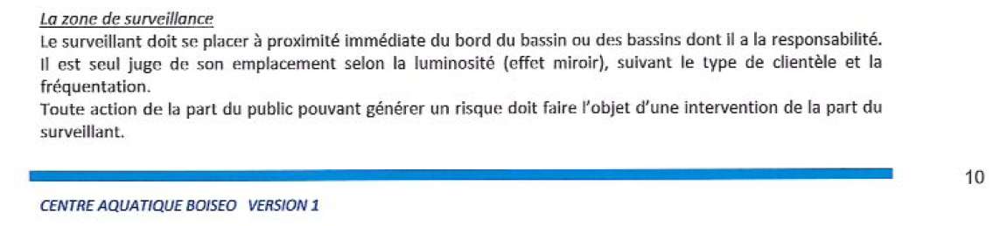 La zone de surveillance
Le surveillant doit se placer à proximité immédiate du bord du bassin ou des bassins dont il a la responsabilité.
Il est seul juge de son emplacement selon la luminosité (effet miroir), suivant le type de clientèle et la
fréquentation.
Toute action de la part du public pouvant générer un risque doit faire l'objet d'une intervention de la part du
surveillant.
10
CENTRE AQUATIQUE BOISEO VERSION 1